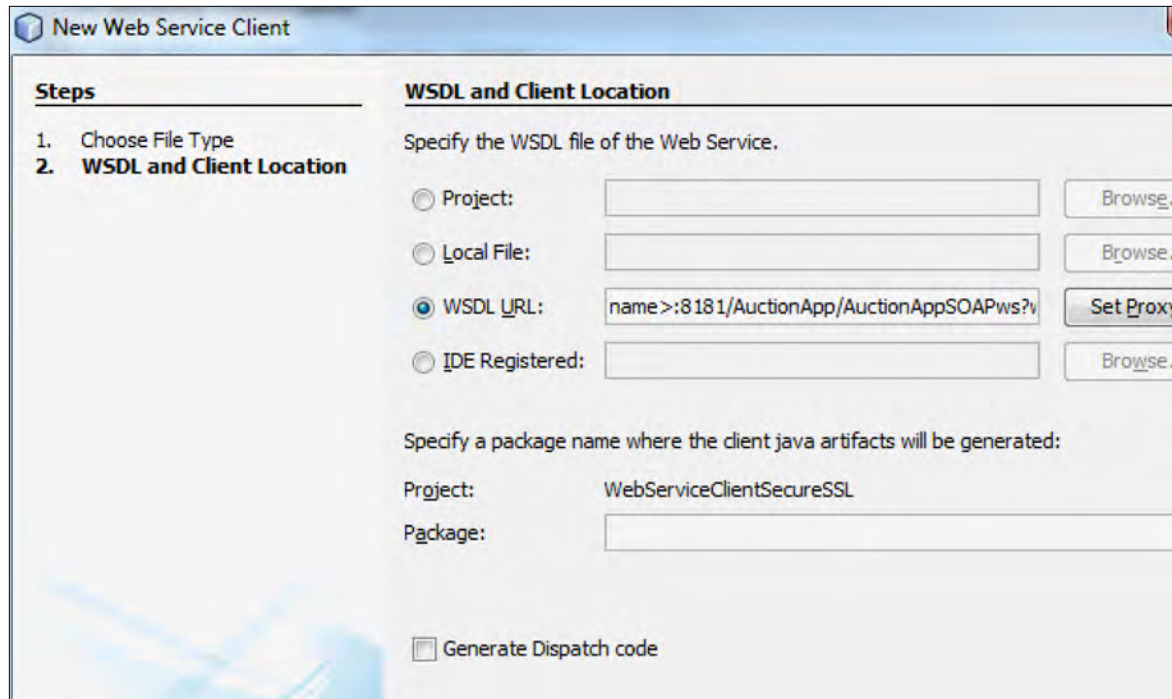 New Web Service Client
Steps
1. Choose File Type
2. WSDL and Client Location
WSDL and Client Location
Specify the WSDL file of the Web Service.
Project:
Browse.
Local File:
Browse.
WSDL URL: name>:8181/AuctionApp/AuctionAppSOAPws?w
Set Proxy
IDE Registered:
Browse.
Specify a package name where the client java artifacts will be generated:
Project: WebServiceClientSecureSSL
Package:
Generate Dispatch code